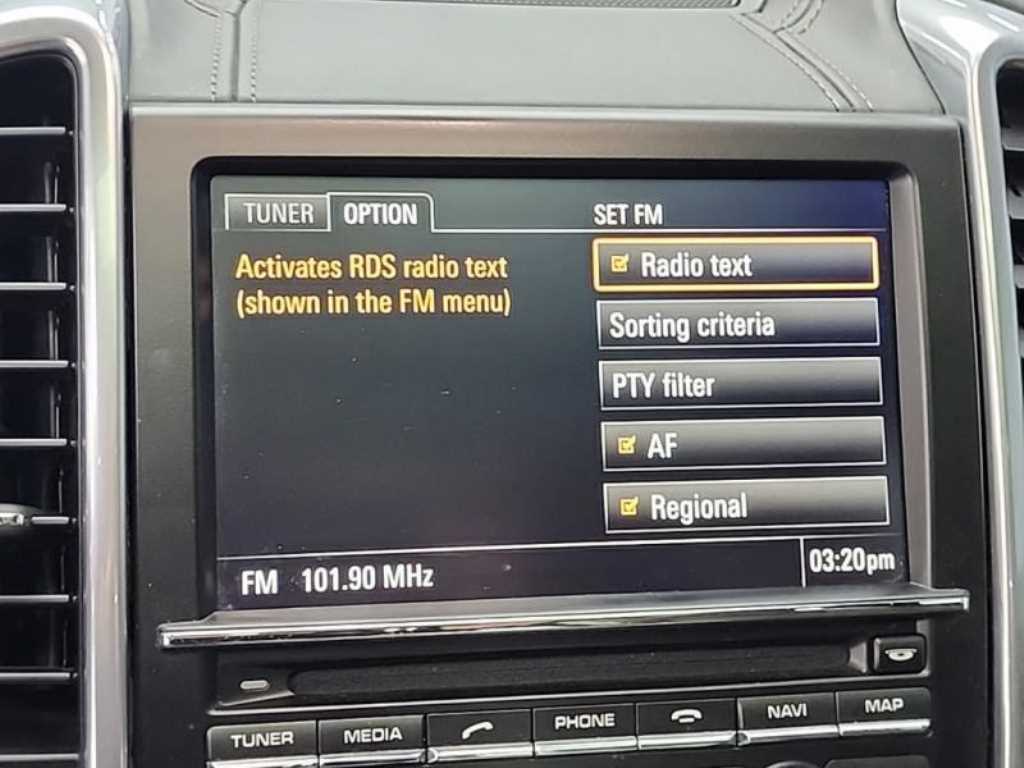 TUNER OPTION SET FM
Activates RDS radio text
(shown in the FM menu)
Radio text
Sorting criteria
PTY filter
AF
Regional
FM 101.90 MHz 03:20pm
TUNER MEDIA PHONE NAVI MAP